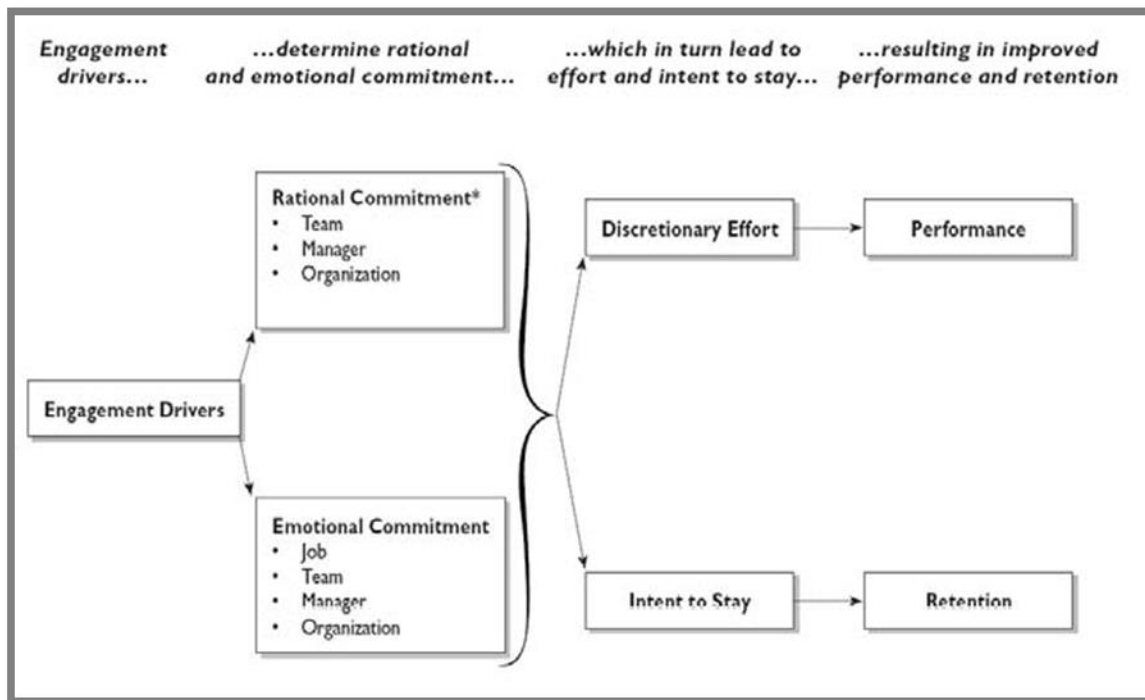 Engagement
drivers...
...determine rational
and emotional commitment...
...which in turn lead to
effort and intent to stay...
...resulting in improved
performance and retention
Rational Commitment*
• Team
• Manager
• Organization
Engagement Drivers
Emotional Commitment
• Job
• Team
• Manager
• Organization
Discretionary Effort
Performance
Intent to Stay
Retention